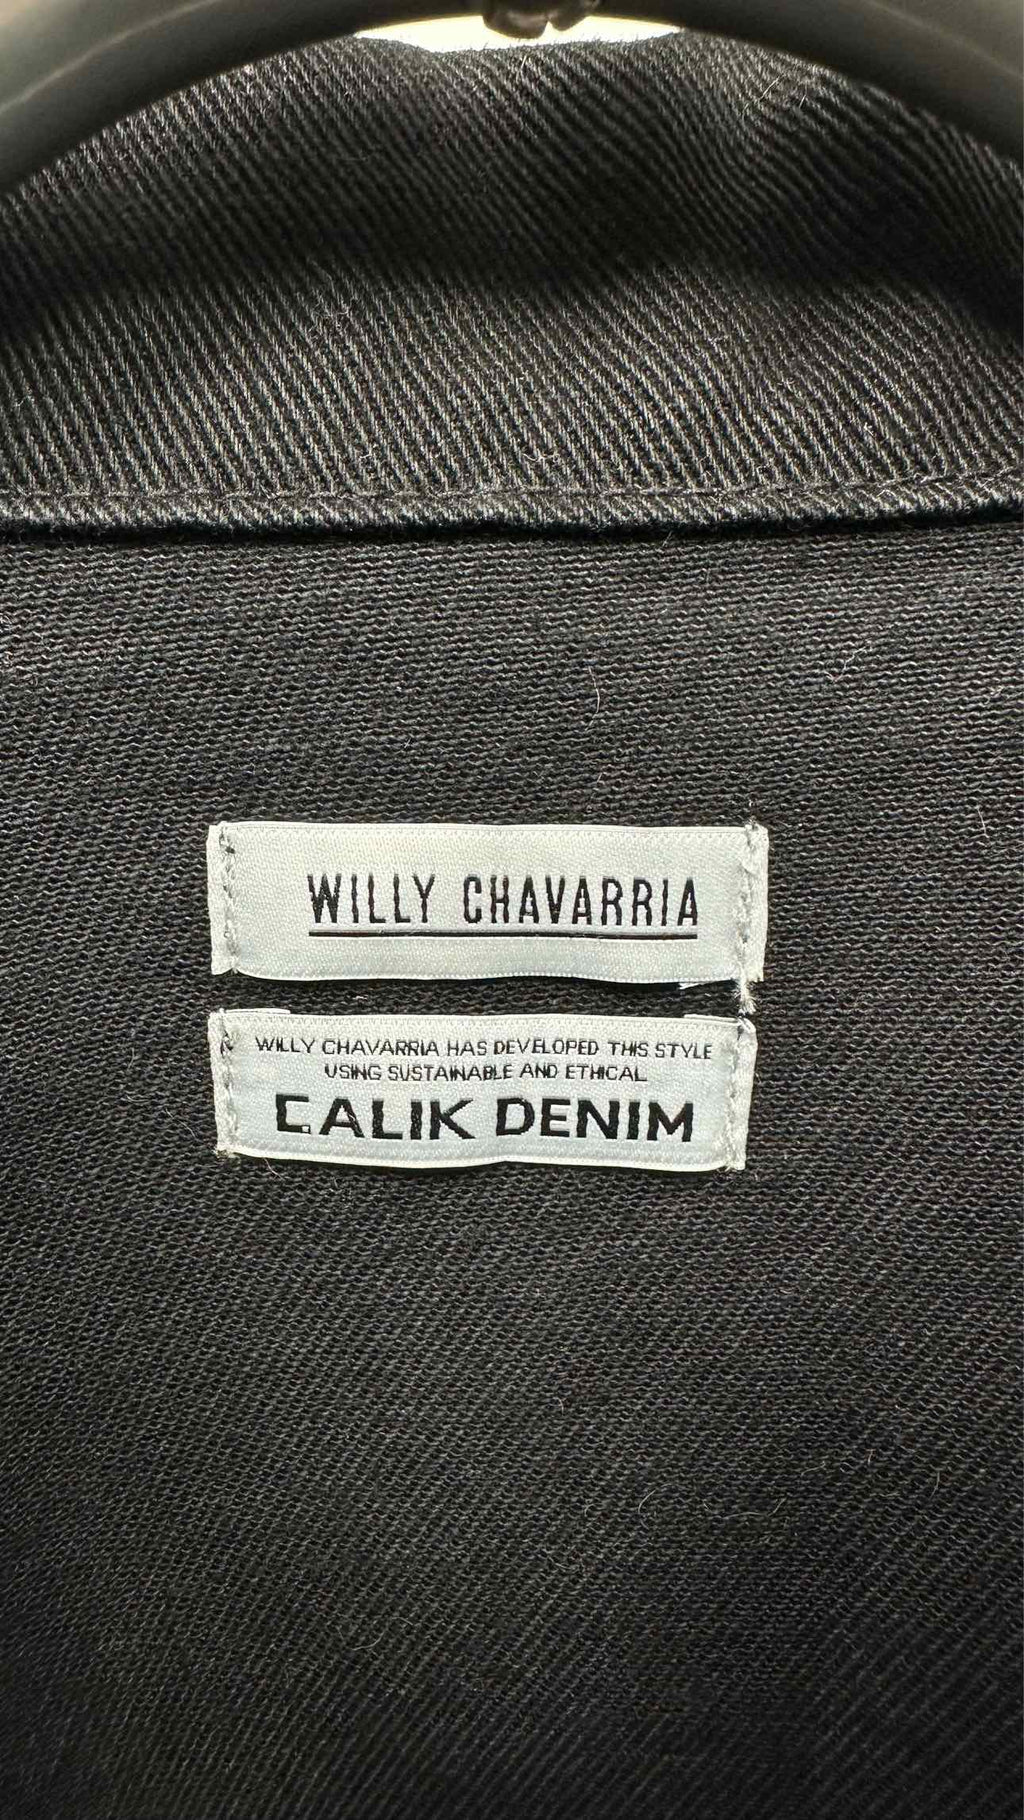 WILLY CHAVARRIA
WILLY CHAVARRIA HAS DEVELOPED THIS STYLE
USING SUSTAINABLE AND ETHICAL
CALIK DENIM